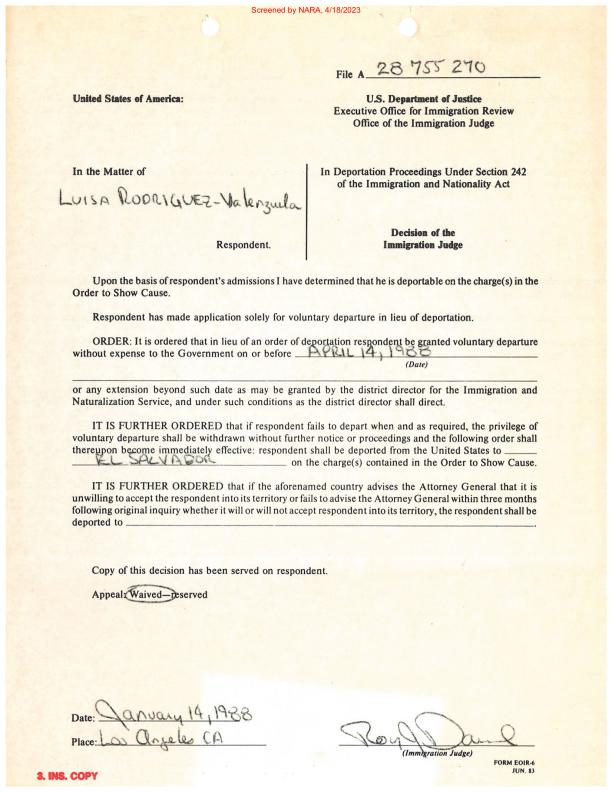 Screened by NARA, 4/18/2023
File A 28 755 270
United States of America:
U.S. Department of Justice
Executive Office for Immigration Review
Office of the Immigration Judge
In the Matter of
LUISA RODRIGUEZ-Valenzuela
Respondent.
In Deportation Proceedings Under Section 242
of the Immigration and Nationality Act
Decision of the
Immigration Judge
Upon the basis of respondent's admissions I have determined that he is deportable on the charge(s) in the
Order to Show Cause.
Respondent has made application solely for voluntary departure in lieu of deportation.
ORDER: It is ordered that in lieu of an order of deportation respondent be granted voluntary departure
without expense to the Government on or before APRIL 14, 1988
(Date)
or any extension beyond such date as may be granted by the district director for the Immigration and
Naturalization Service, and under such conditions as the district director shall direct.
IT IS FURTHER ORDERED that if respondent fails to depart when and as required, the privilege of
voluntary departure shall be withdrawn without further notice or proceedings and the following order shall
thereupon become immediately effective: respondent shall be deported from the United States to
EL SALVADOR on the charge(s) contained in the Order to Show Cause.
IT IS FURTHER ORDERED that if the aforenamed country advises the Attorney General that it is
unwilling to accept the respondent into its territory or fails to advise the Attorney General within three months
following original inquiry whether it will or will not accept respondent into its territory, the respondent shall be
deported to .
Copy of this decision has been served on respondent.
Appeal: Waived—reserved
Date: January 14, 1988
Place: Los Angeles CA
(Immigration Judge)
FORM EOIR-6
JUN. 83
3. INS. COPY